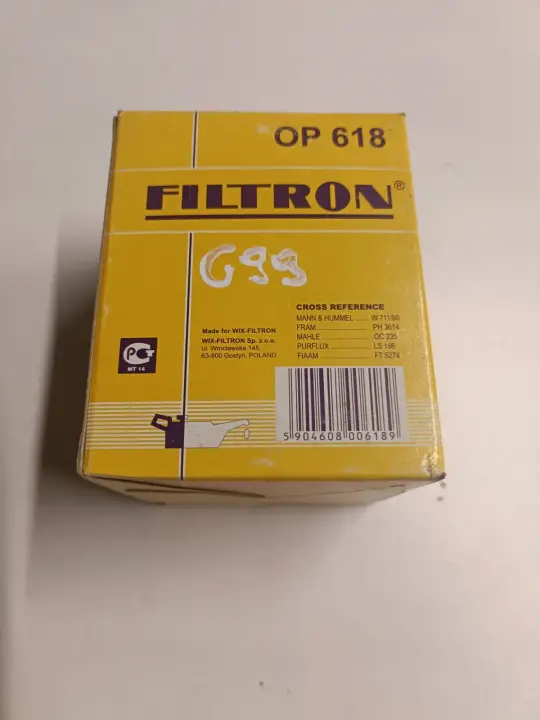 OP 618
FILTRON®
G99
CROSS REFERENCE
MANN & HUMMEL ..... W 711/80
FRAM .................... PH 3614
MAHLE .................. OC 235
PURFLUX ............... LS 186
FIAAM ................... FT 5274
Made for WIX-FILTRON
WIX-FILTRON Sp. z o.o.
ul. Wrocławska 145
63-800 Gostyń, POLAND
PG
MT 14
5 904608 006189